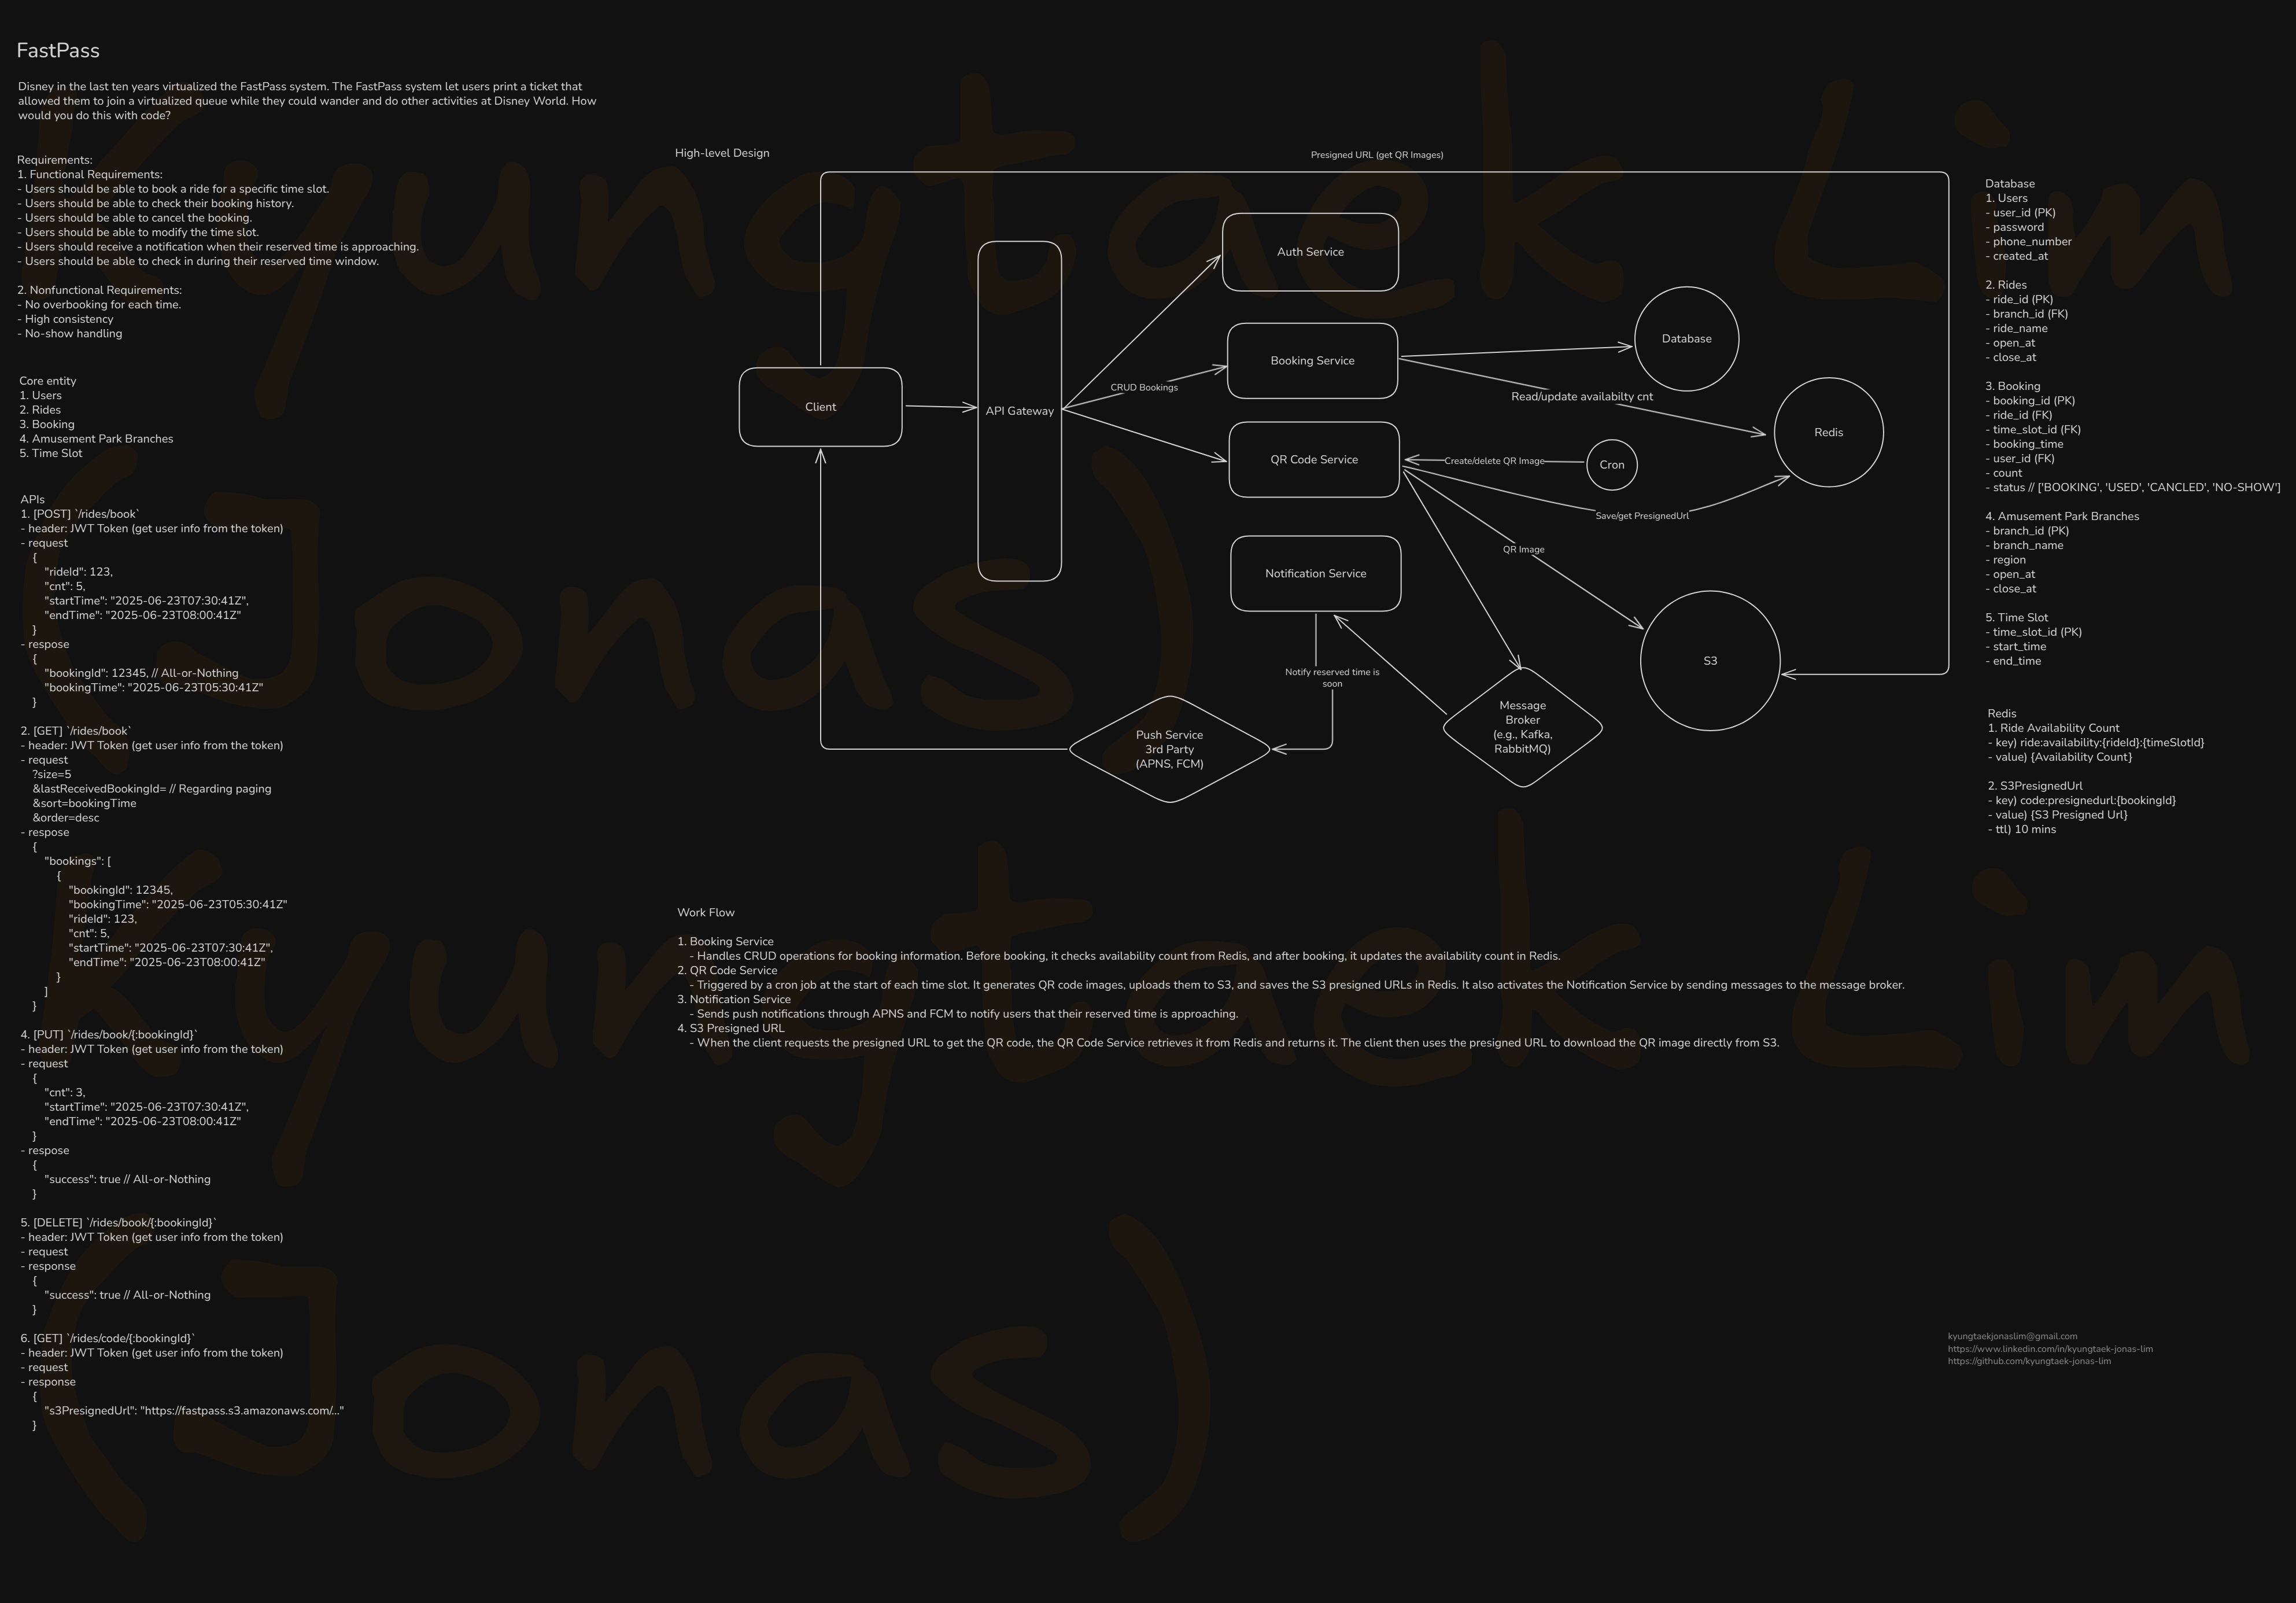 FastPass
Disney in the last ten years virtualized the FastPass system. The FastPass system let users print a ticket that
allowed them to join a virtualized queue while they could wander and do other activities at Disney World. How
would you do this with code?
Requirements:
1. Functional Requirements:
- Users should be able to book a ride for a specific time slot.
- Users should be able to check their booking history.
- Users should be able to cancel the booking.
- Users should be able to modify the time slot.
- Users should receive a notification when their reserved time is approaching.
- Users should be able to check in during their reserved time window.
2. Nonfunctional Requirements:
- No overbooking for each time.
- High consistency
- No-show handling
Core entity
1. Users
2. Rides
3. Booking
4. Amusement Park Branches
5. Time Slot
APIs
1. [POST] `/rides/book`
- header: JWT Token (get user info from the token)
- request
{
"rideId": 123,
"cnt": 5,
"startTime": "2025-06-23T07:30:41Z",
"endTime": "2025-06-23T08:00:41Z"
}
- respose
{
"bookingId": 12345, // All-or-Nothing
"bookingTime": "2025-06-23T05:30:41Z"
}
2. [GET] `/rides/book`
- header: JWT Token (get user info from the token)
- request
?size=5
&lastReceivedBookingId= // Regarding paging
&sort=bookingTime
&order=desc
- respose
{
"bookings": [
{
"bookingId": 12345,
"bookingTime": "2025-06-23T05:30:41Z"
"rideId": 123,
"cnt": 5,
"startTime": "2025-06-23T07:30:41Z",
"endTime": "2025-06-23T08:00:41Z"
}
]
}
4. [PUT] `/rides/book/{:bookingId}`
- header: JWT Token (get user info from the token)
- request
{
"cnt": 3,
"startTime": "2025-06-23T07:30:41Z",
"endTime": "2025-06-23T08:00:41Z"
}
- respose
{
"success": true // All-or-Nothing
}
5. [DELETE] `/rides/book/{:bookingId}`
- header: JWT Token (get user info from the token)
- request
- response
{
"success": true // All-or-Nothing
}
6. [GET] `/rides/code/{:bookingId}`
- header: JWT Token (get user info from the token)
- request
- response
{
"s3PresignedUrl": "https://fastpass.s3.amazonaws.com/..."
}
High-level Design
Presigned URL (get QR Images)
Client
API Gateway
Auth Service
CRUD Bookings
Booking Service
Database
Read/update availabilty cnt
Redis
QR Code Service
Create/delete QR Image
Cron
Save/get PresignedUrl
QR Image
Notification Service
S3
Notify reserved time is
soon
Message
Broker
(e.g., Kafka,
RabbitMQ)
Push Service
3rd Party
(APNS, FCM)
Work Flow
1. Booking Service
- Handles CRUD operations for booking information. Before booking, it checks availability count from Redis, and after booking, it updates the availability count in Redis.
2. QR Code Service
- Triggered by a cron job at the start of each time slot. It generates QR code images, uploads them to S3, and saves the S3 presigned URLs in Redis. It also activates the Notification Service by sending messages to the message broker.
3. Notification Service
- Sends push notifications through APNS and FCM to notify users that their reserved time is approaching.
4. S3 Presigned URL
- When the client requests the presigned URL to get the QR code, the QR Code Service retrieves it from Redis and returns it. The client then uses the presigned URL to download the QR image directly from S3.
Database
1. Users
- user_id (PK)
- password
- phone_number
- created_at
2. Rides
- ride_id (PK)
- branch_id (FK)
- ride_name
- open_at
- close_at
3. Booking
- booking_id (PK)
- ride_id (FK)
- time_slot_id (FK)
- booking_time
- user_id (FK)
- count
- status // ['BOOKING', 'USED', 'CANCLED', 'NO-SHOW']
4. Amusement Park Branches
- branch_id (PK)
- branch_name
- region
- open_at
- close_at
5. Time Slot
- time_slot_id (PK)
- start_time
- end_time
Redis
1. Ride Availability Count
- key) ride:availability:{rideId}:{timeSlotId}
- value) {Availability Count}
2. S3PresignedUrl
- key) code:presignedurl:{bookingId}
- value) {S3 Presigned Url}
- ttl) 10 mins
kyungtaekjonaslim@gmail.com
https://www.linkedin.com/in/kyungtaek-jonas-lim
https://github.com/kyungtaek-jonas-lim
Kyungtaek Lim
(Jonas)
Kyungtaek Lim
(Jonas)